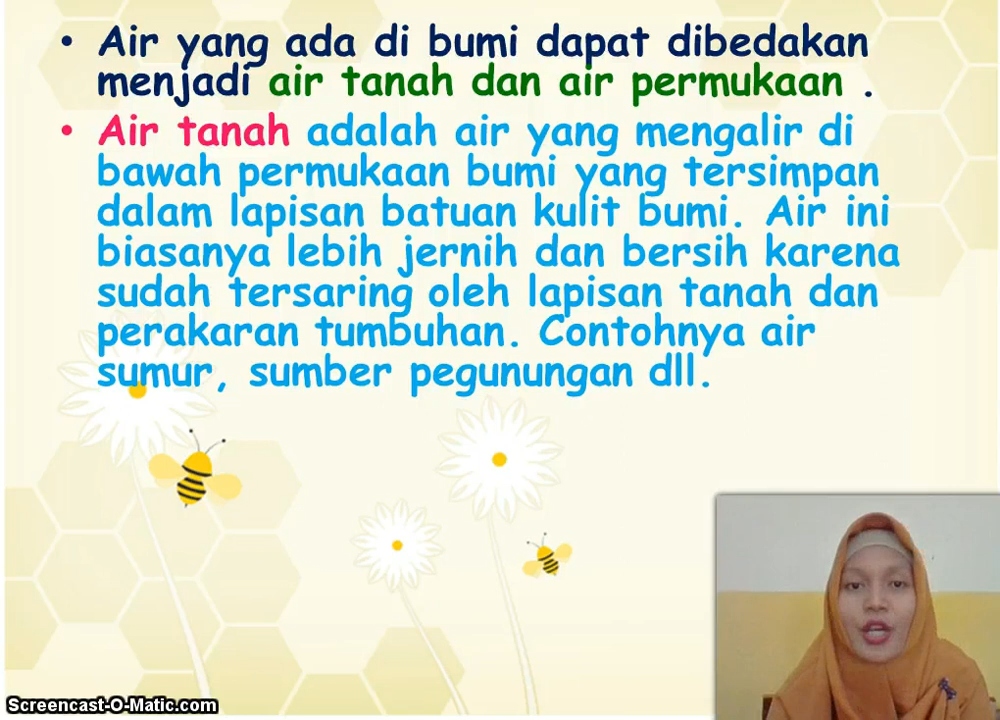 • Air yang ada di bumi dapat dibedakan
menjadi air tanah dan air permukaan .
• Air tanah adalah air yang mengalir di
bawah permukaan bumi yang tersimpan
dalam lapisan batuan kulit bumi. Air ini
biasanya lebih jernih dan bersih karena
sudah tersaring oleh lapisan tanah dan
perakaran tumbuhan. Contohnya air
sumur, sumber pegunungan dll.
Screencast-O-Matic.com